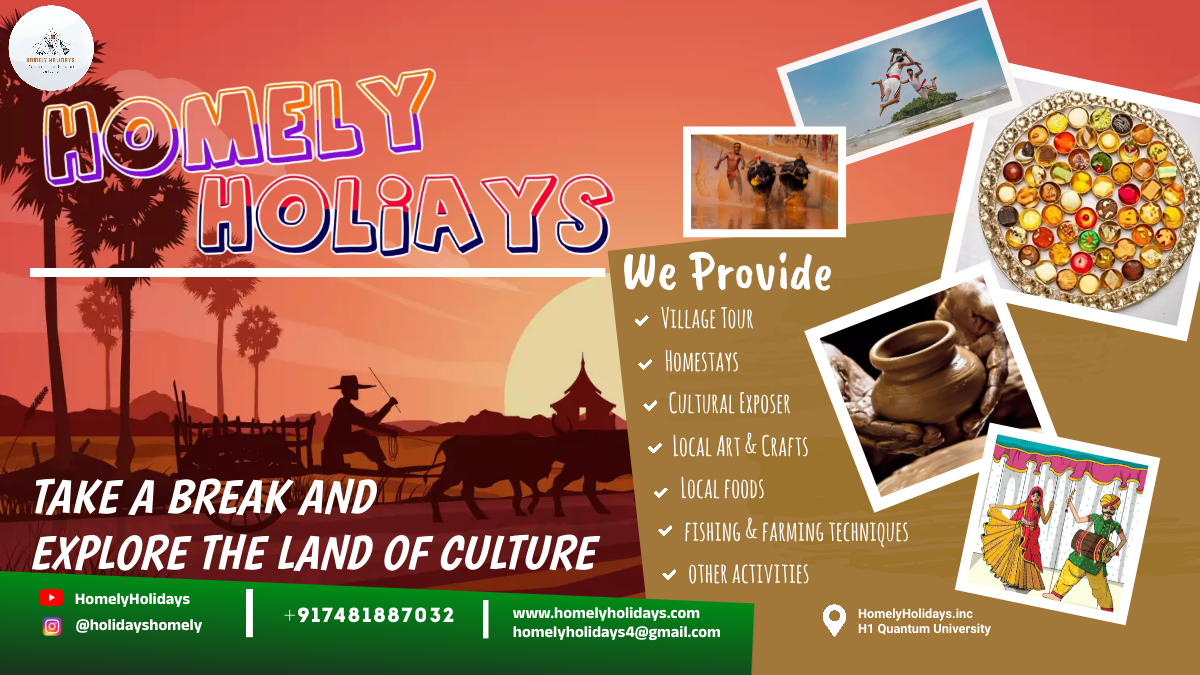 HOMELY HOLIDAYS
HOMELY
HOLiAYS
We Provide
Village Tour
Homestays
Cultural Exposer
Local Art & Crafts
Local foods
fishing & farming techniques
other activities
TAKE A BREAK AND
EXPLORE THE LAND OF CULTURE
HomelyHolidays
@holidayshomely
+917481887032
www.homelyholidays.com
homelyholidays4@gmail.com
HomelyHolidays.inc
H1 Quantum University